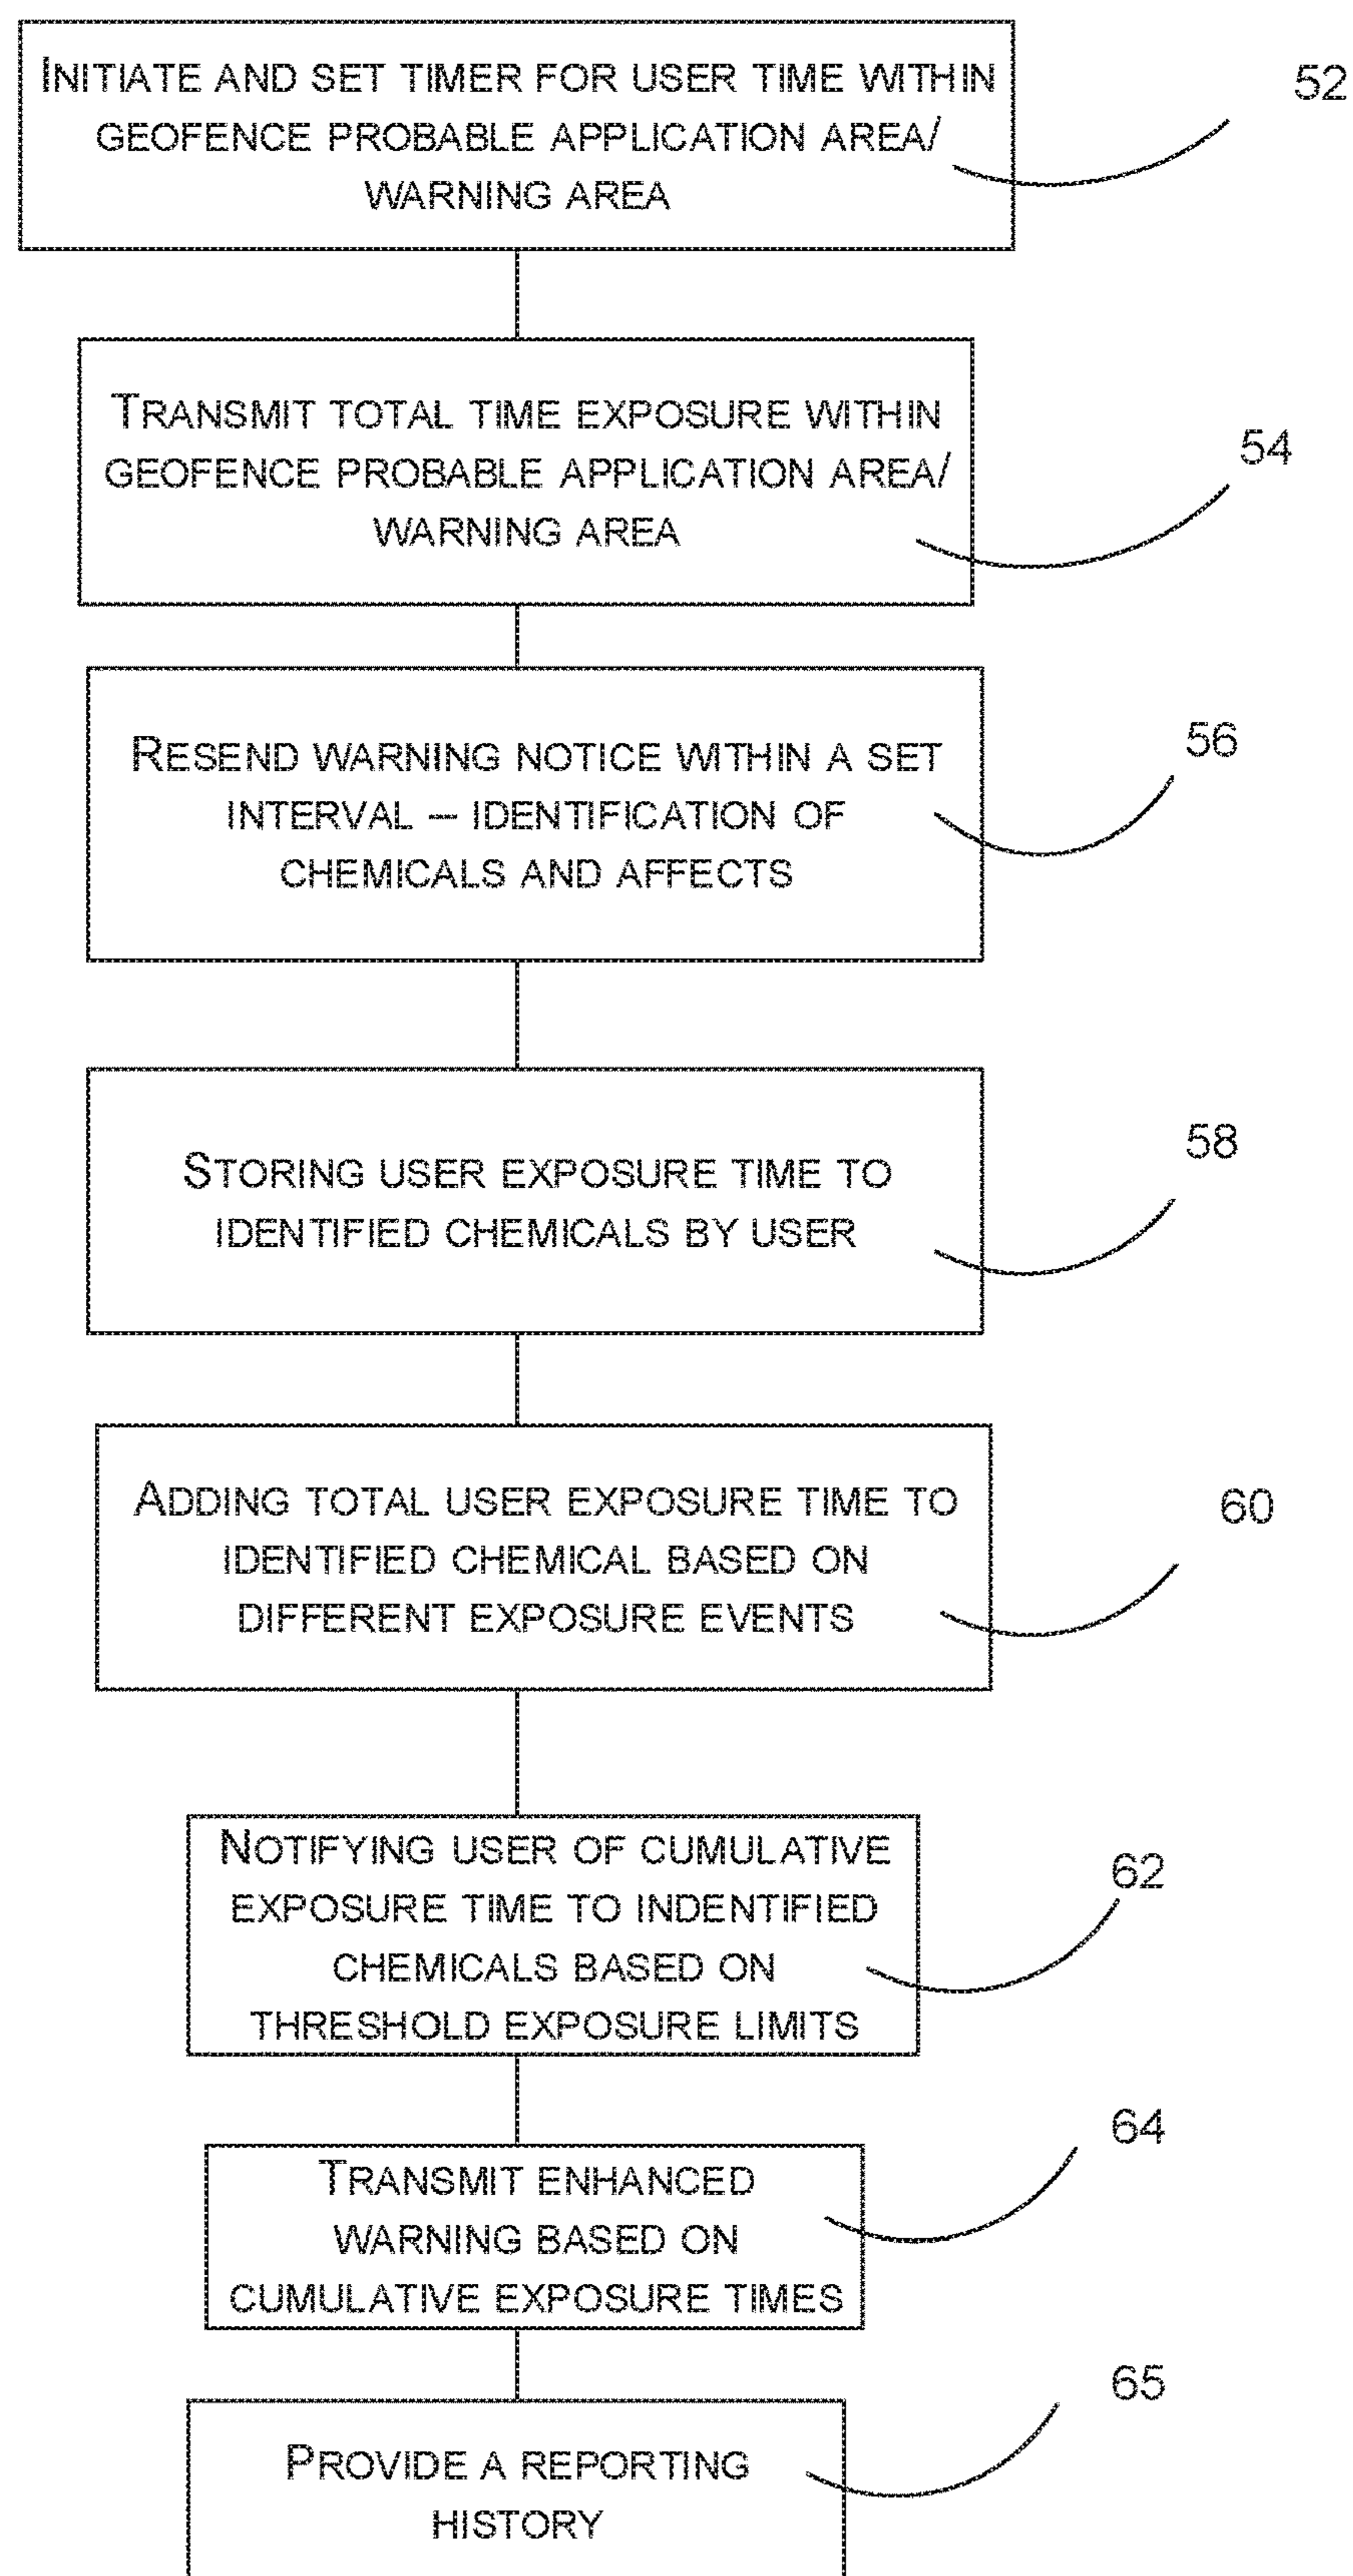 INITIATE AND SET TIMER FOR USER TIME WITHIN
GEOFENCE PROBABLE APPLICATION AREA/
WARNING AREA
52
TRANSMIT TOTAL TIME EXPOSURE WITHIN
GEOFENCE PROBABLE APPLICATION AREA/
WARNING AREA
54
RESEND WARNING NOTICE WITHIN A SET
INTERVAL – IDENTIFICATION OF
CHEMICALS AND AFFECTS
56
STORING USER EXPOSURE TIME TO
IDENTIFIED CHEMICALS BY USER
58
ADDING TOTAL USER EXPOSURE TIME TO
IDENTIFIED CHEMICAL BASED ON
DIFFERENT EXPOSURE EVENTS
60
NOTIFYING USER OF CUMULATIVE
EXPOSURE TIME TO INDENTIFIED
CHEMICALS BASED ON
THRESHOLD EXPOSURE LIMITS
62
TRANSMIT ENHANCED
WARNING BASED ON
CUMULATIVE EXPOSURE TIMES
64
PROVIDE A REPORTING
HISTORY
65